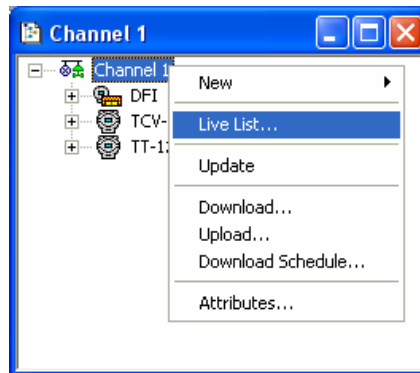 Channel 1
Channel 1
New
DFI
TCV-
Live List...
TT-1
Update
Download...
Upload...
Download Schedule...
Attributes...